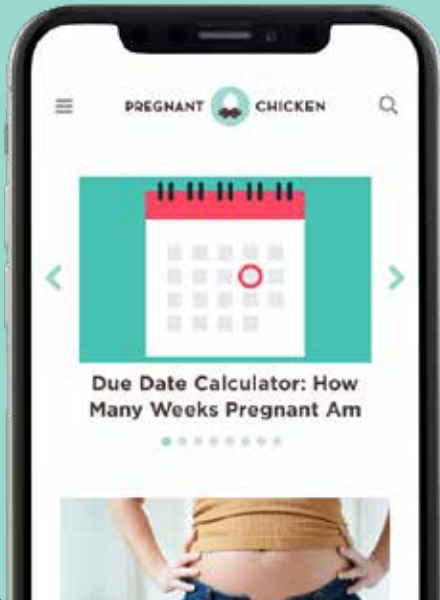 PREGNANT CHICKEN
Due Date Calculator: How
Many Weeks Pregnant Am